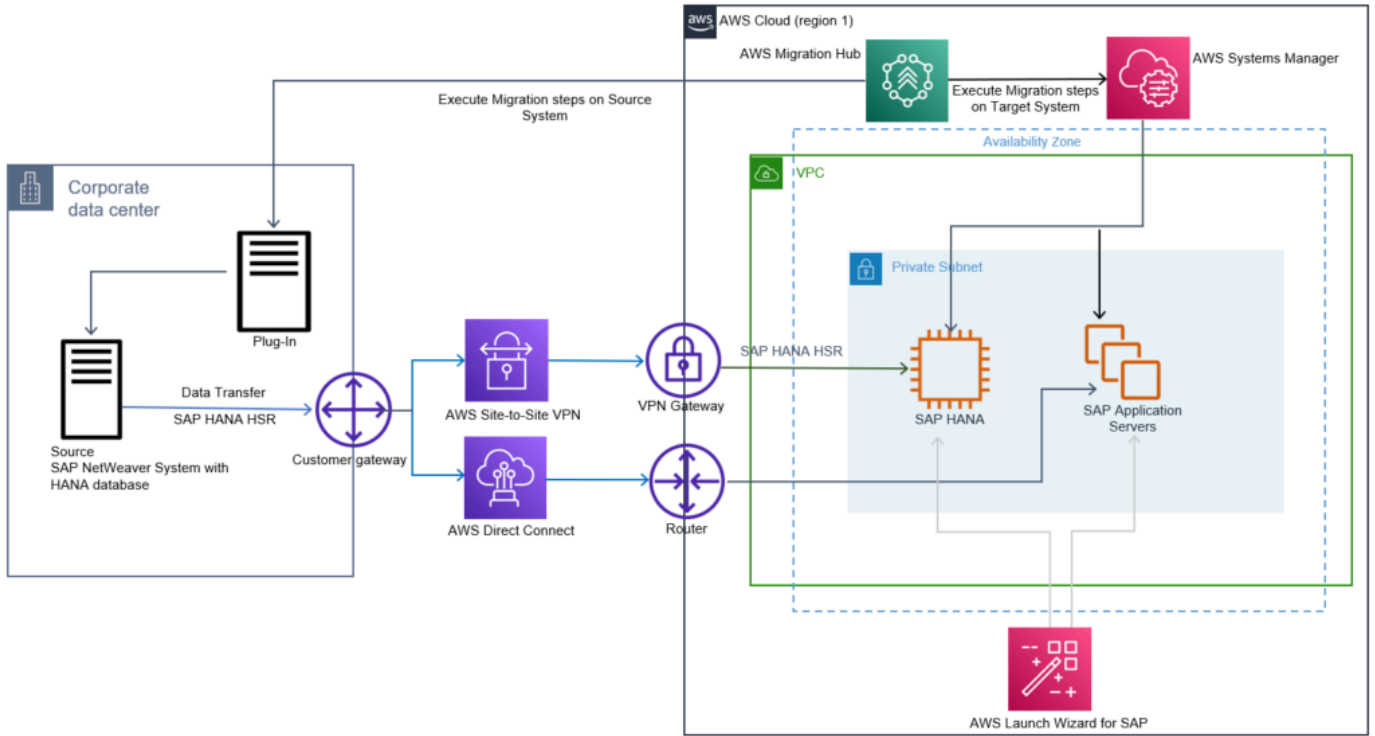 aws
AWS Cloud (region 1)
AWS Migration Hub
AWS Systems Manager
Execute Migration steps on Source
System
Execute Migration steps
on Target System
Availability Zone
VPC
Corporate
data center
Private Subnet
Plug-In
SAP HANA HSR
Data Transfer
SAP HANA HSR
AWS Site-to-Site VPN
VPN Gateway
SAP HANA
SAP Application
Servers
Source
SAP NetWeaver System with
HANA database
Customer gateway
AWS Direct Connect
Router
AWS Launch Wizard for SAP